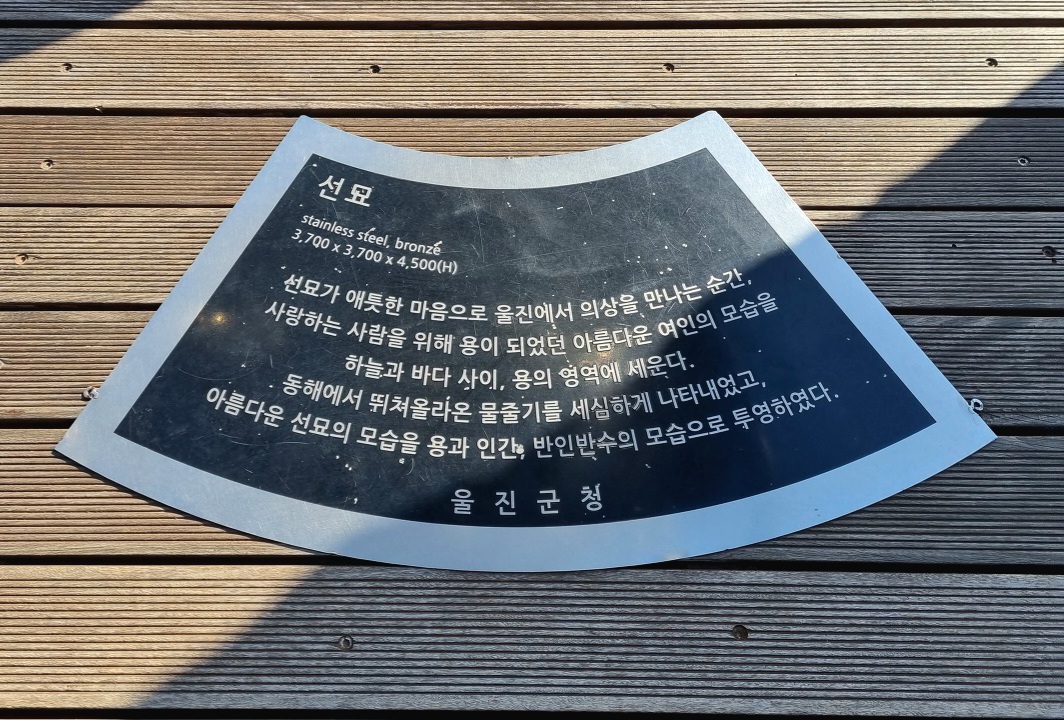 선묘
stainless steel, bronze
3,700 x 3,700 x 4,500(H)
선묘가 애틋한 마음으로 울진에서 의상을 만나는 순간,
사랑하는 사람을 위해 용이 되었던 아름다운 여인의 모습을
하늘과 바다 사이, 용의 영역에 세운다.
동해에서 뛰쳐올라온 물줄기를 세심하게 나타내었고,
아름다운 선묘의 모습을 용과 인간, 반인반수의 모습으로 투영하였다.
울진군청